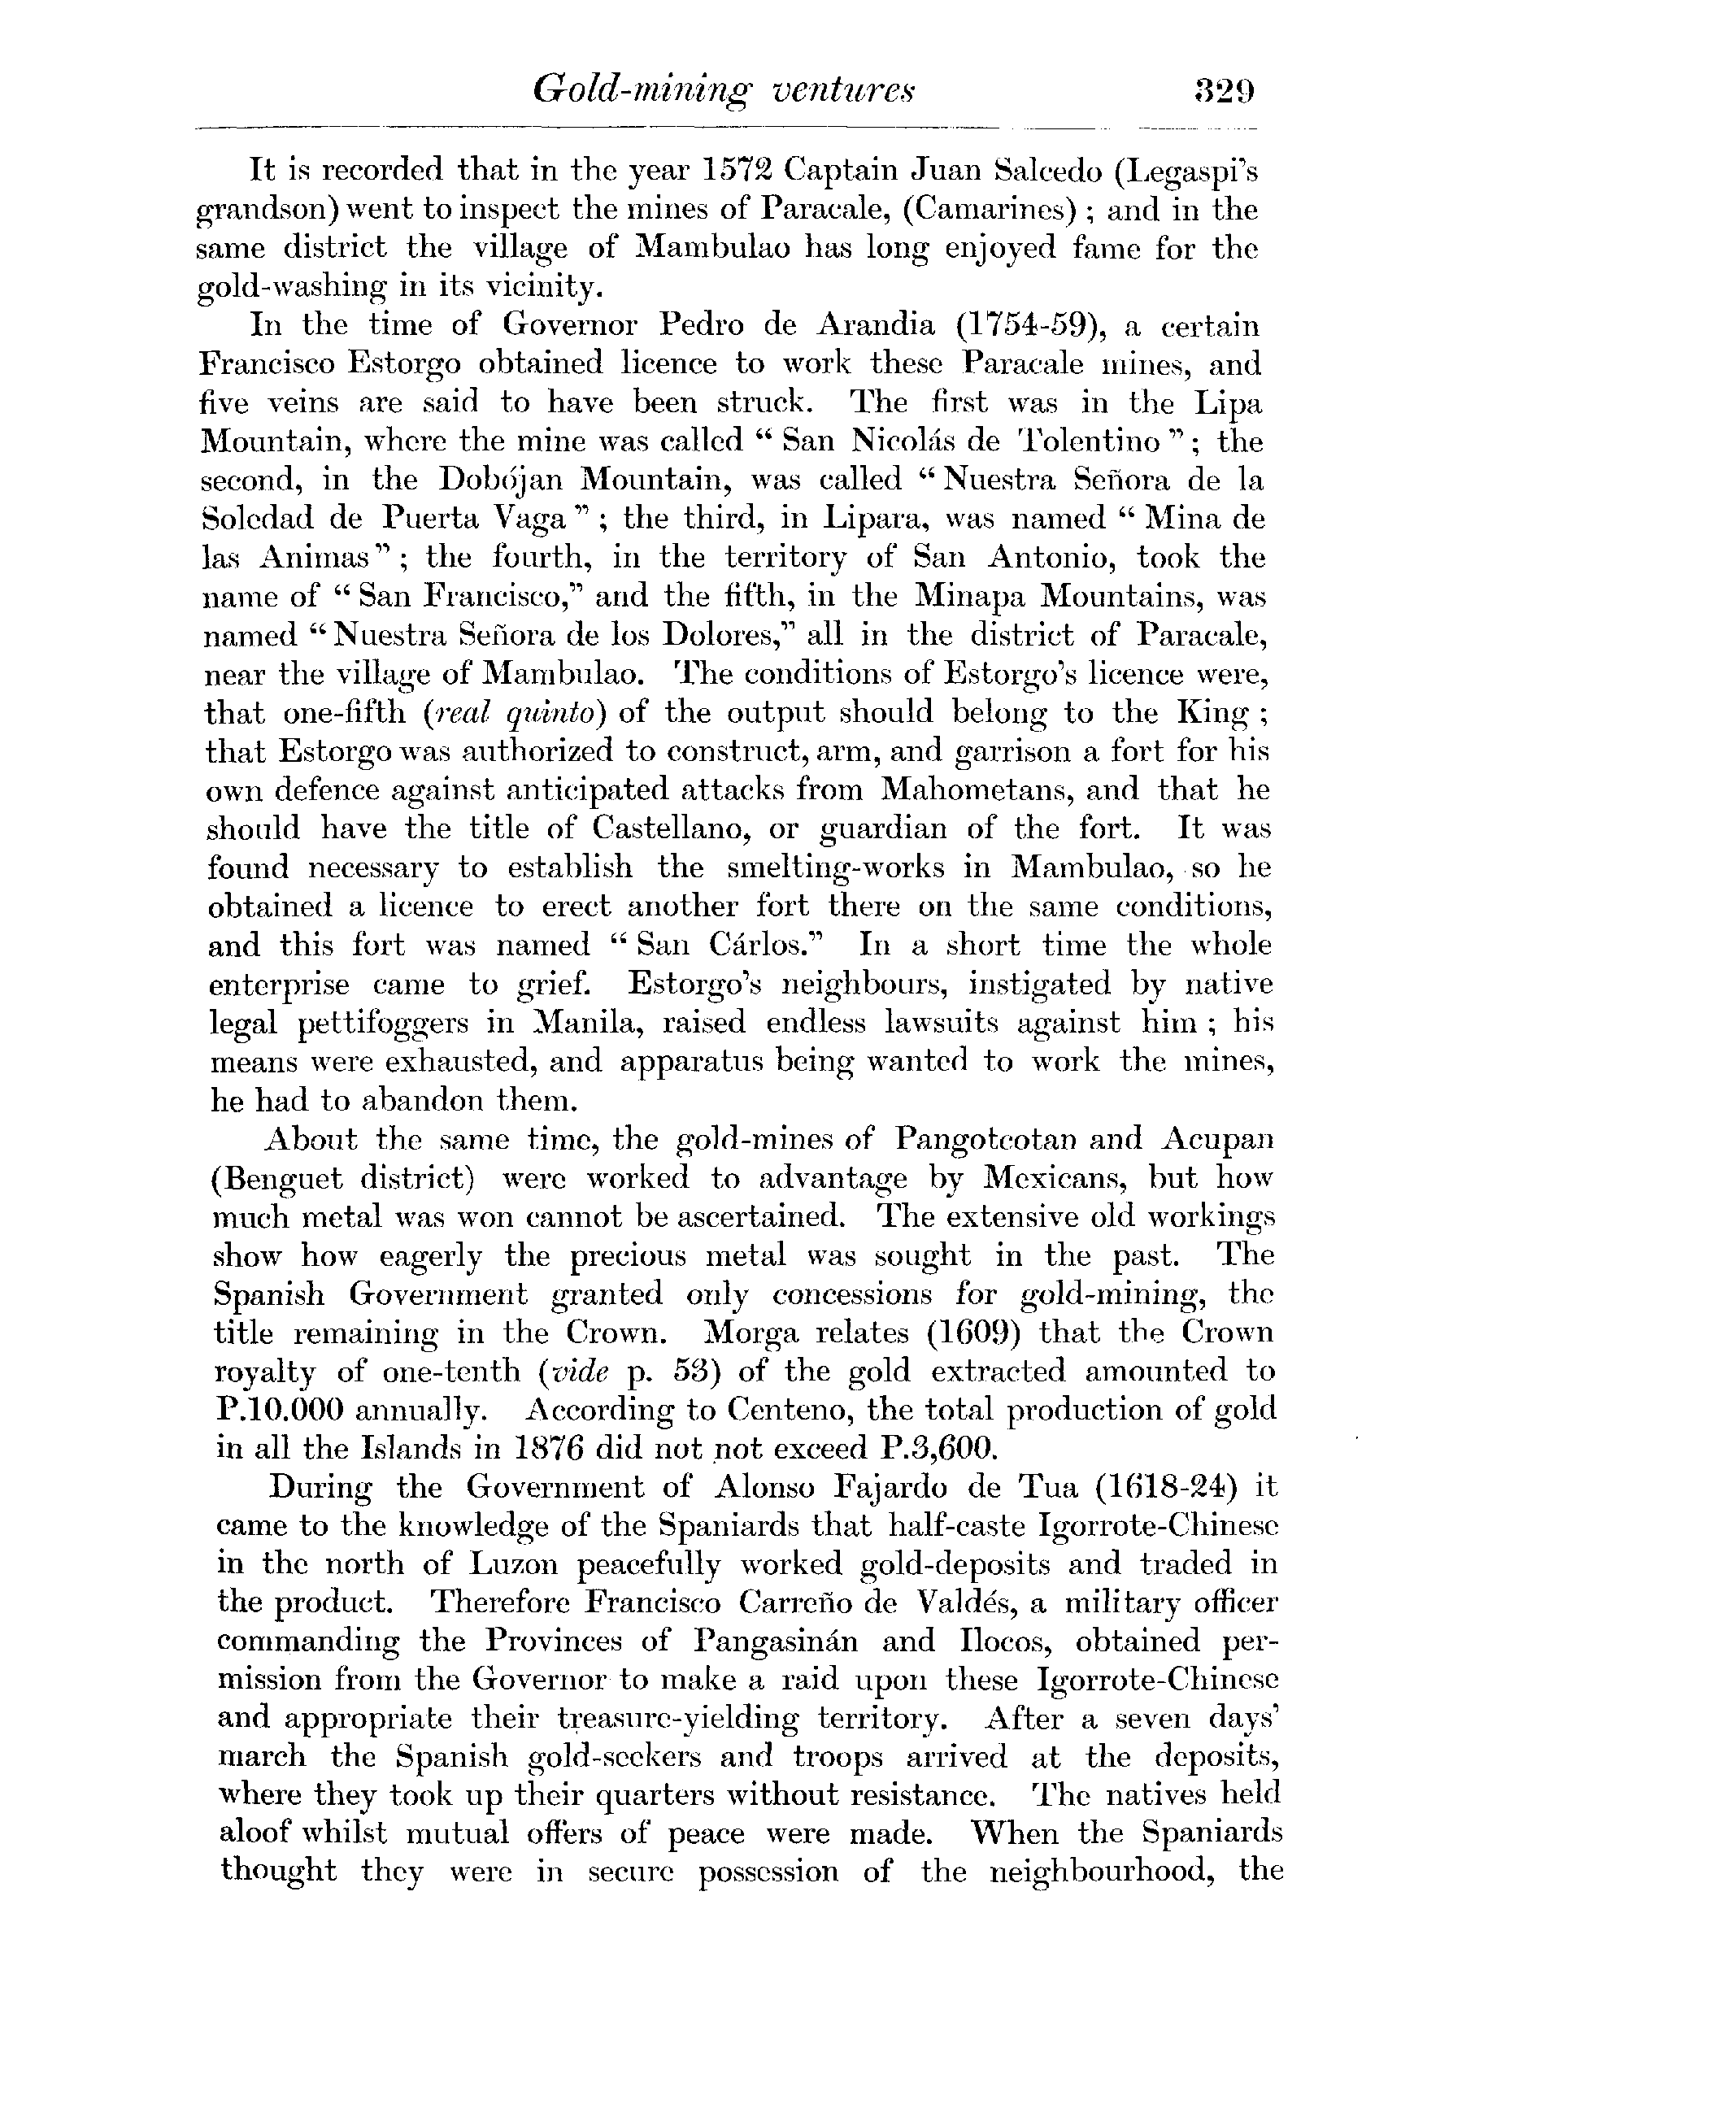 Gold-mining ventures 329
It is recorded that in the year 1572 Captain Juan Salcedo (Legaspi's
grandson) went to inspect the mines of Paracale, (Camarines) ; and in the
same district the village of Mambulao has long enjoyed fame for the
gold-washing in its vicinity.
In the time of Governor Pedro de Arandia (1754-59), a certain
Francisco Estorgo obtained licence to work these Paracale mines, and
five veins are said to have been struck. The first was in the Lipa
Mountain, where the mine was called “ San Nicolás de Tolentino ” ; the
second, in the Dobójan Mountain, was called “ Nuestra Señora de la
Soledad de Puerta Vaga ” ; the third, in Lipara, was named “ Mina de
las Animas ” ; the fourth, in the territory of San Antonio, took the
name of “ San Francisco,” and the fifth, in the Minapa Mountains, was
named “ Nuestra Señora de los Dolores,” all in the district of Paracale,
near the village of Mambulao. The conditions of Estorgo's licence were,
that one-fifth (real quinto) of the output should belong to the King ;
that Estorgo was authorized to construct, arm, and garrison a fort for his
own defence against anticipated attacks from Mahometans, and that he
should have the title of Castellano, or guardian of the fort. It was
found necessary to establish the smelting-works in Mambulao, so he
obtained a licence to erect another fort there on the same conditions,
and this fort was named “ San Cárlos.” In a short time the whole
enterprise came to grief. Estorgo's neighbours, instigated by native
legal pettifoggers in Manila, raised endless lawsuits against him ; his
means were exhausted, and apparatus being wanted to work the mines,
he had to abandon them.
About the same time, the gold-mines of Pangotcotan and Acupan
(Benguet district) were worked to advantage by Mexicans, but how
much metal was won cannot be ascertained. The extensive old workings
show how eagerly the precious metal was sought in the past. The
Spanish Government granted only concessions for gold-mining, the
title remaining in the Crown. Morga relates (1609) that the Crown
royalty of one-tenth (vide p. 53) of the gold extracted amounted to
P.10.000 annually. According to Centeno, the total production of gold
in all the Islands in 1876 did not not exceed P.3,600.
During the Government of Alonso Fajardo de Tua (1618-24) it
came to the knowledge of the Spaniards that half-caste Igorrote-Chinese
in the north of Luzon peacefully worked gold-deposits and traded in
the product. Therefore Francisco Carreño de Valdés, a military officer
commanding the Provinces of Pangasinán and Ilocos, obtained per-
mission from the Governor to make a raid upon these Igorrote-Chinese
and appropriate their treasure-yielding territory. After a seven days'
march the Spanish gold-seekers and troops arrived at the deposits,
where they took up their quarters without resistance. The natives held
aloof whilst mutual offers of peace were made. When the Spaniards
thought they were in secure possession of the neighbourhood, the